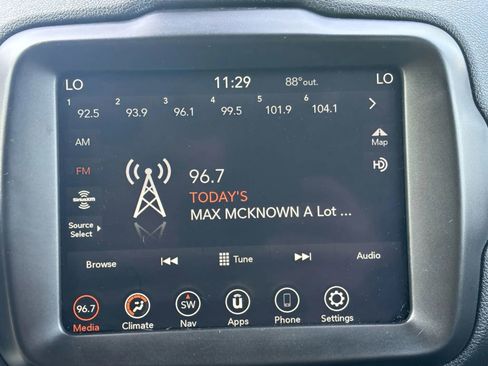 LO 11:29 88° out. LO
1 92.5 2 93.9 3 96.1 4 99.5 5 101.9 6 104.1
AM
Map
FM
96.7
HD
TODAY'S
SiriusXM
MAX MCKNOWN A Lot ...
Source
Select
Browse Tune Audio
96.7 SW ū
Media Climate Nav Apps Phone Settings